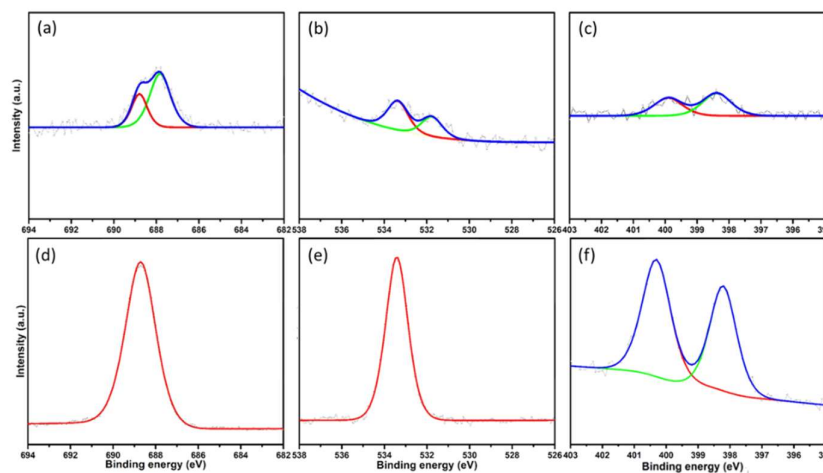 (a) (b) (c)
Intensity (a.u.)
694 692 690 688 686 684 682
538 536 534 532 530 528 526
403 402 401 400 399 398 397 396 39
(d) (e) (f)
Intensity (a.u.)
694 692 690 688 686 684 682
538 536 534 532 530 528 526
403 402 401 400 399 398 397 396
Binding energy (eV) Binding energy (eV) Binding energy (eV)